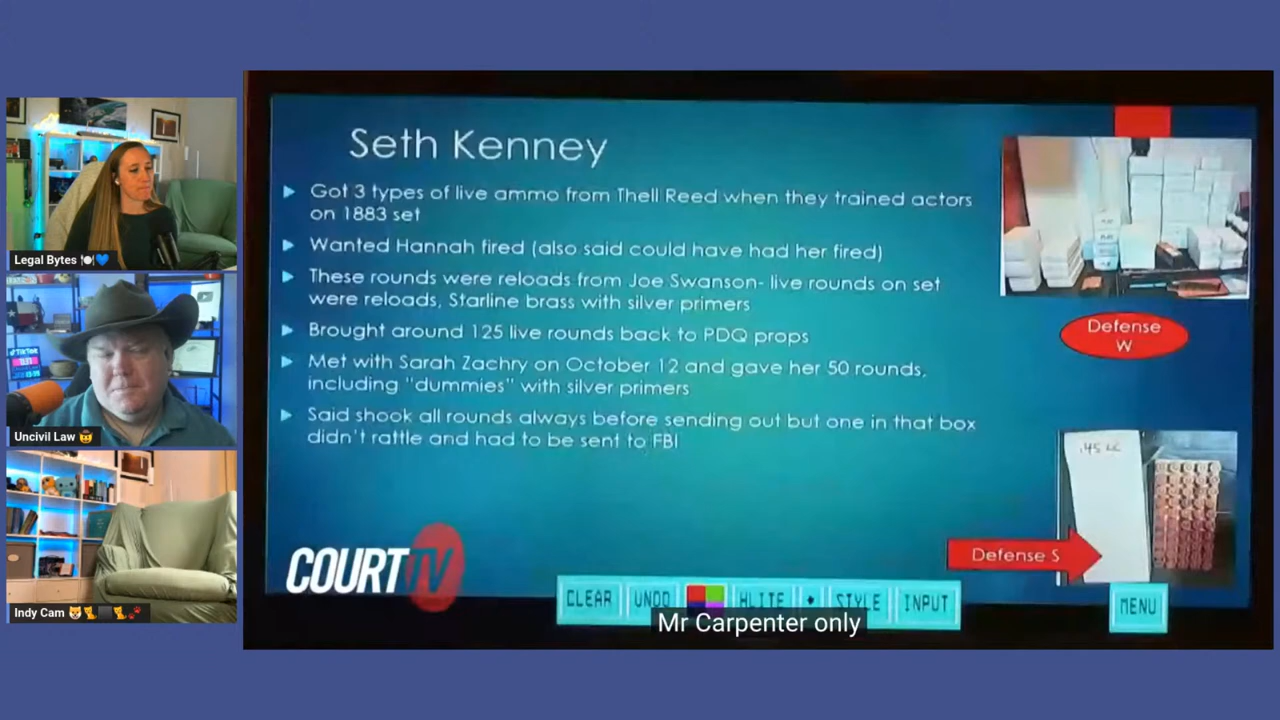 Seth Kenney
Got 3 types of live ammo from Thell Reed when they trained actors
on 1883 set
Wanted Hannah fired (also said could have had her fired)
These rounds were reloads from Joe Swanson- live rounds on set
were reloads, Starline brass with silver primers
Brought around 125 live rounds back to PDQ props
Met with Sarah Zachry on October 12 and gave her 50 rounds,
including "dummies" with silver primers
Said shook all rounds always before sending out but one in that box
didn't rattle and had to be sent to FBI
Defense
W
.45 LC
Defense S
COURT TV
CLEAR
UNDO
HLITE
STYLE
INPUT
MENU
Mr Carpenter only
Legal Bytes 🍽️💙
Uncivil Law 🤠
Indy Cam